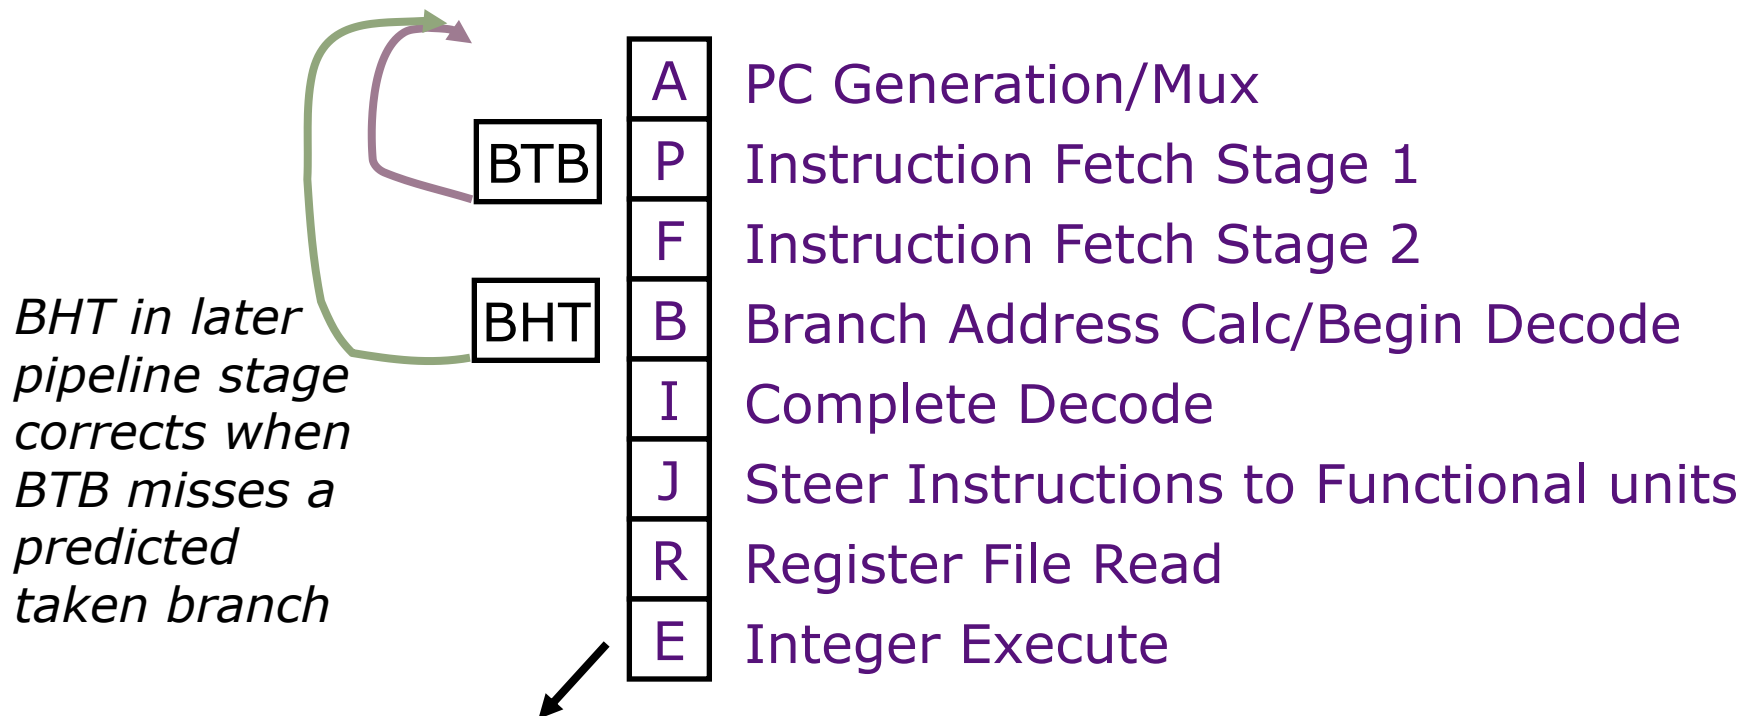 A PC Generation/Mux
BTB P Instruction Fetch Stage 1
F Instruction Fetch Stage 2
BHT B Branch Address Calc/Begin Decode
I Complete Decode
J Steer Instructions to Functional units
R Register File Read
E Integer Execute
BHT in later
pipeline stage
corrects when
BTB misses a
predicted
taken branch